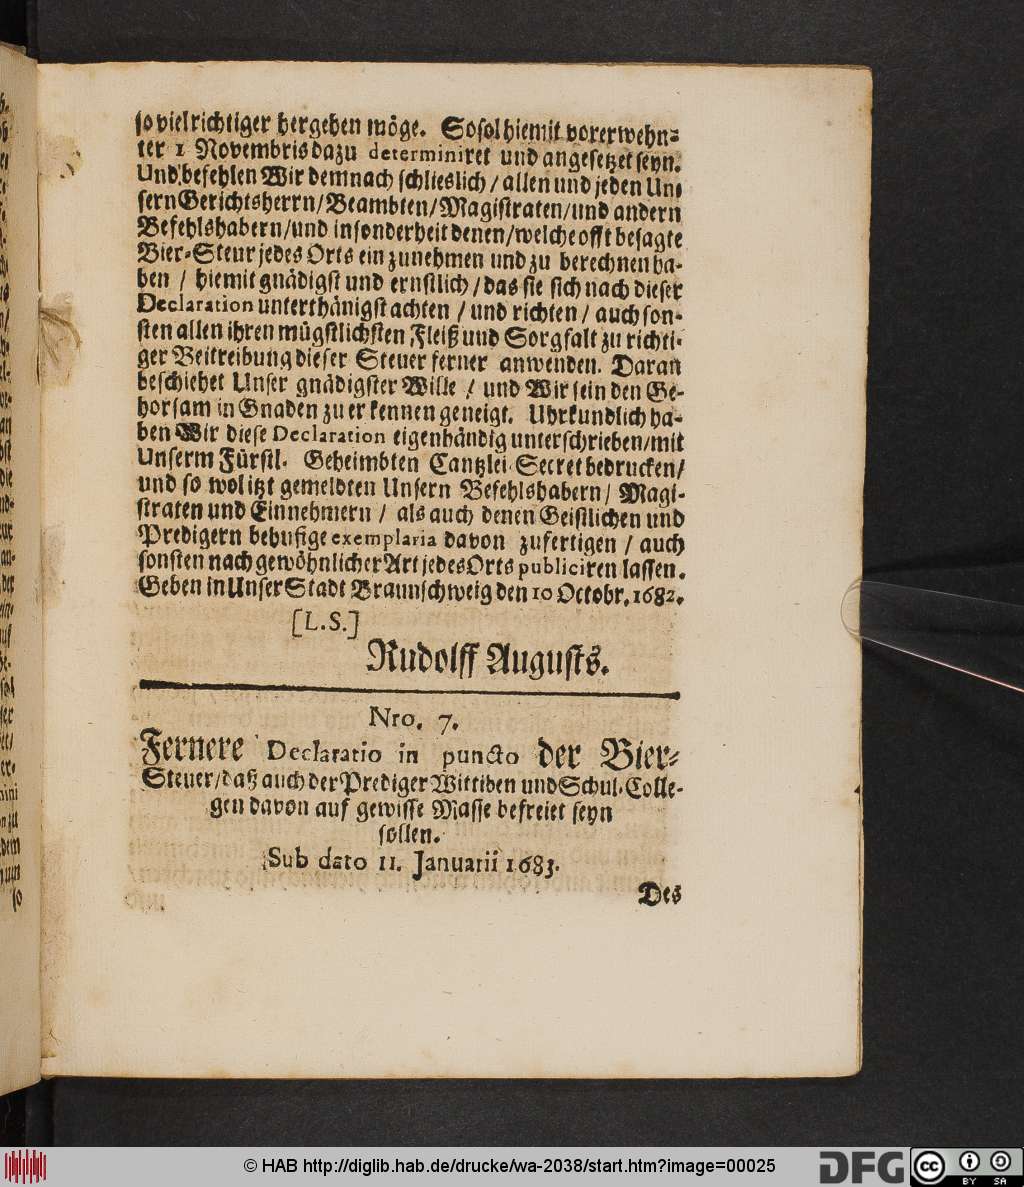 so viel richtiger hergehen möge. So sol hiemit vorerwehn⸗
ter 1 Novembris dazu determiniret und angesetzet seyn.
Und befehlen Wir demnach schlieslich / allen und jeden Un⸗
sern Gerichtsherrn / Beambten / Magistraten / und andern
Befehlshabern / und insonderheit denen / welche offt besagte
Bier⸗Steur jedes Orts ein zunehmen und zu berechnen ha⸗
ben / hiemit gnädigst und ernstlich / das sie sich nach dieser
Declaration unterthänigst achten / und richten / auch son⸗
sten allen ihren mügstlichsten Fleiß und Sorgfalt zu richti⸗
ger Beitreibung dieser Steuer ferner anwenden. Daran
beschiehet Unser gnädigster Wille / und Wir sein den Ge⸗
horsam in Gnaden zu er kennen geneigt. Uhrkundlich ha⸗
ben Wir diese Declaration eigenhändig unterschrieben / mit
Unserm Fürstl. Geheimbten Cantzlei⸗Secret bedrucken /
und so wol itzt gemeldten Unsern Befehlshabern / Magi⸗
straten und Einnehmern / als auch denen Geistlichen und
Predigern behufige exemplaria davon zufertigen / auch
sonsten nach gewöhnlicher Art jedes Orts publiciren lassen.
Geben in Unser Stadt Braunschweig den 10 Octobr. 1682.
[L.S.]
Rudolff Augusts.
Nro. 7.
Fernere Declaratio in puncto der Bier⸗
Steuer / daß auch der Prediger Wittiben und Schul⸗Colle⸗
gen davon auf gewisse Masse befreiet seyn
sollen.
Sub dato 11. Januarii 1683.
Des
© HAB http://diglib.hab.de/drucke/wa-2038/start.htm?image=00025
DFG
cc
BY SA